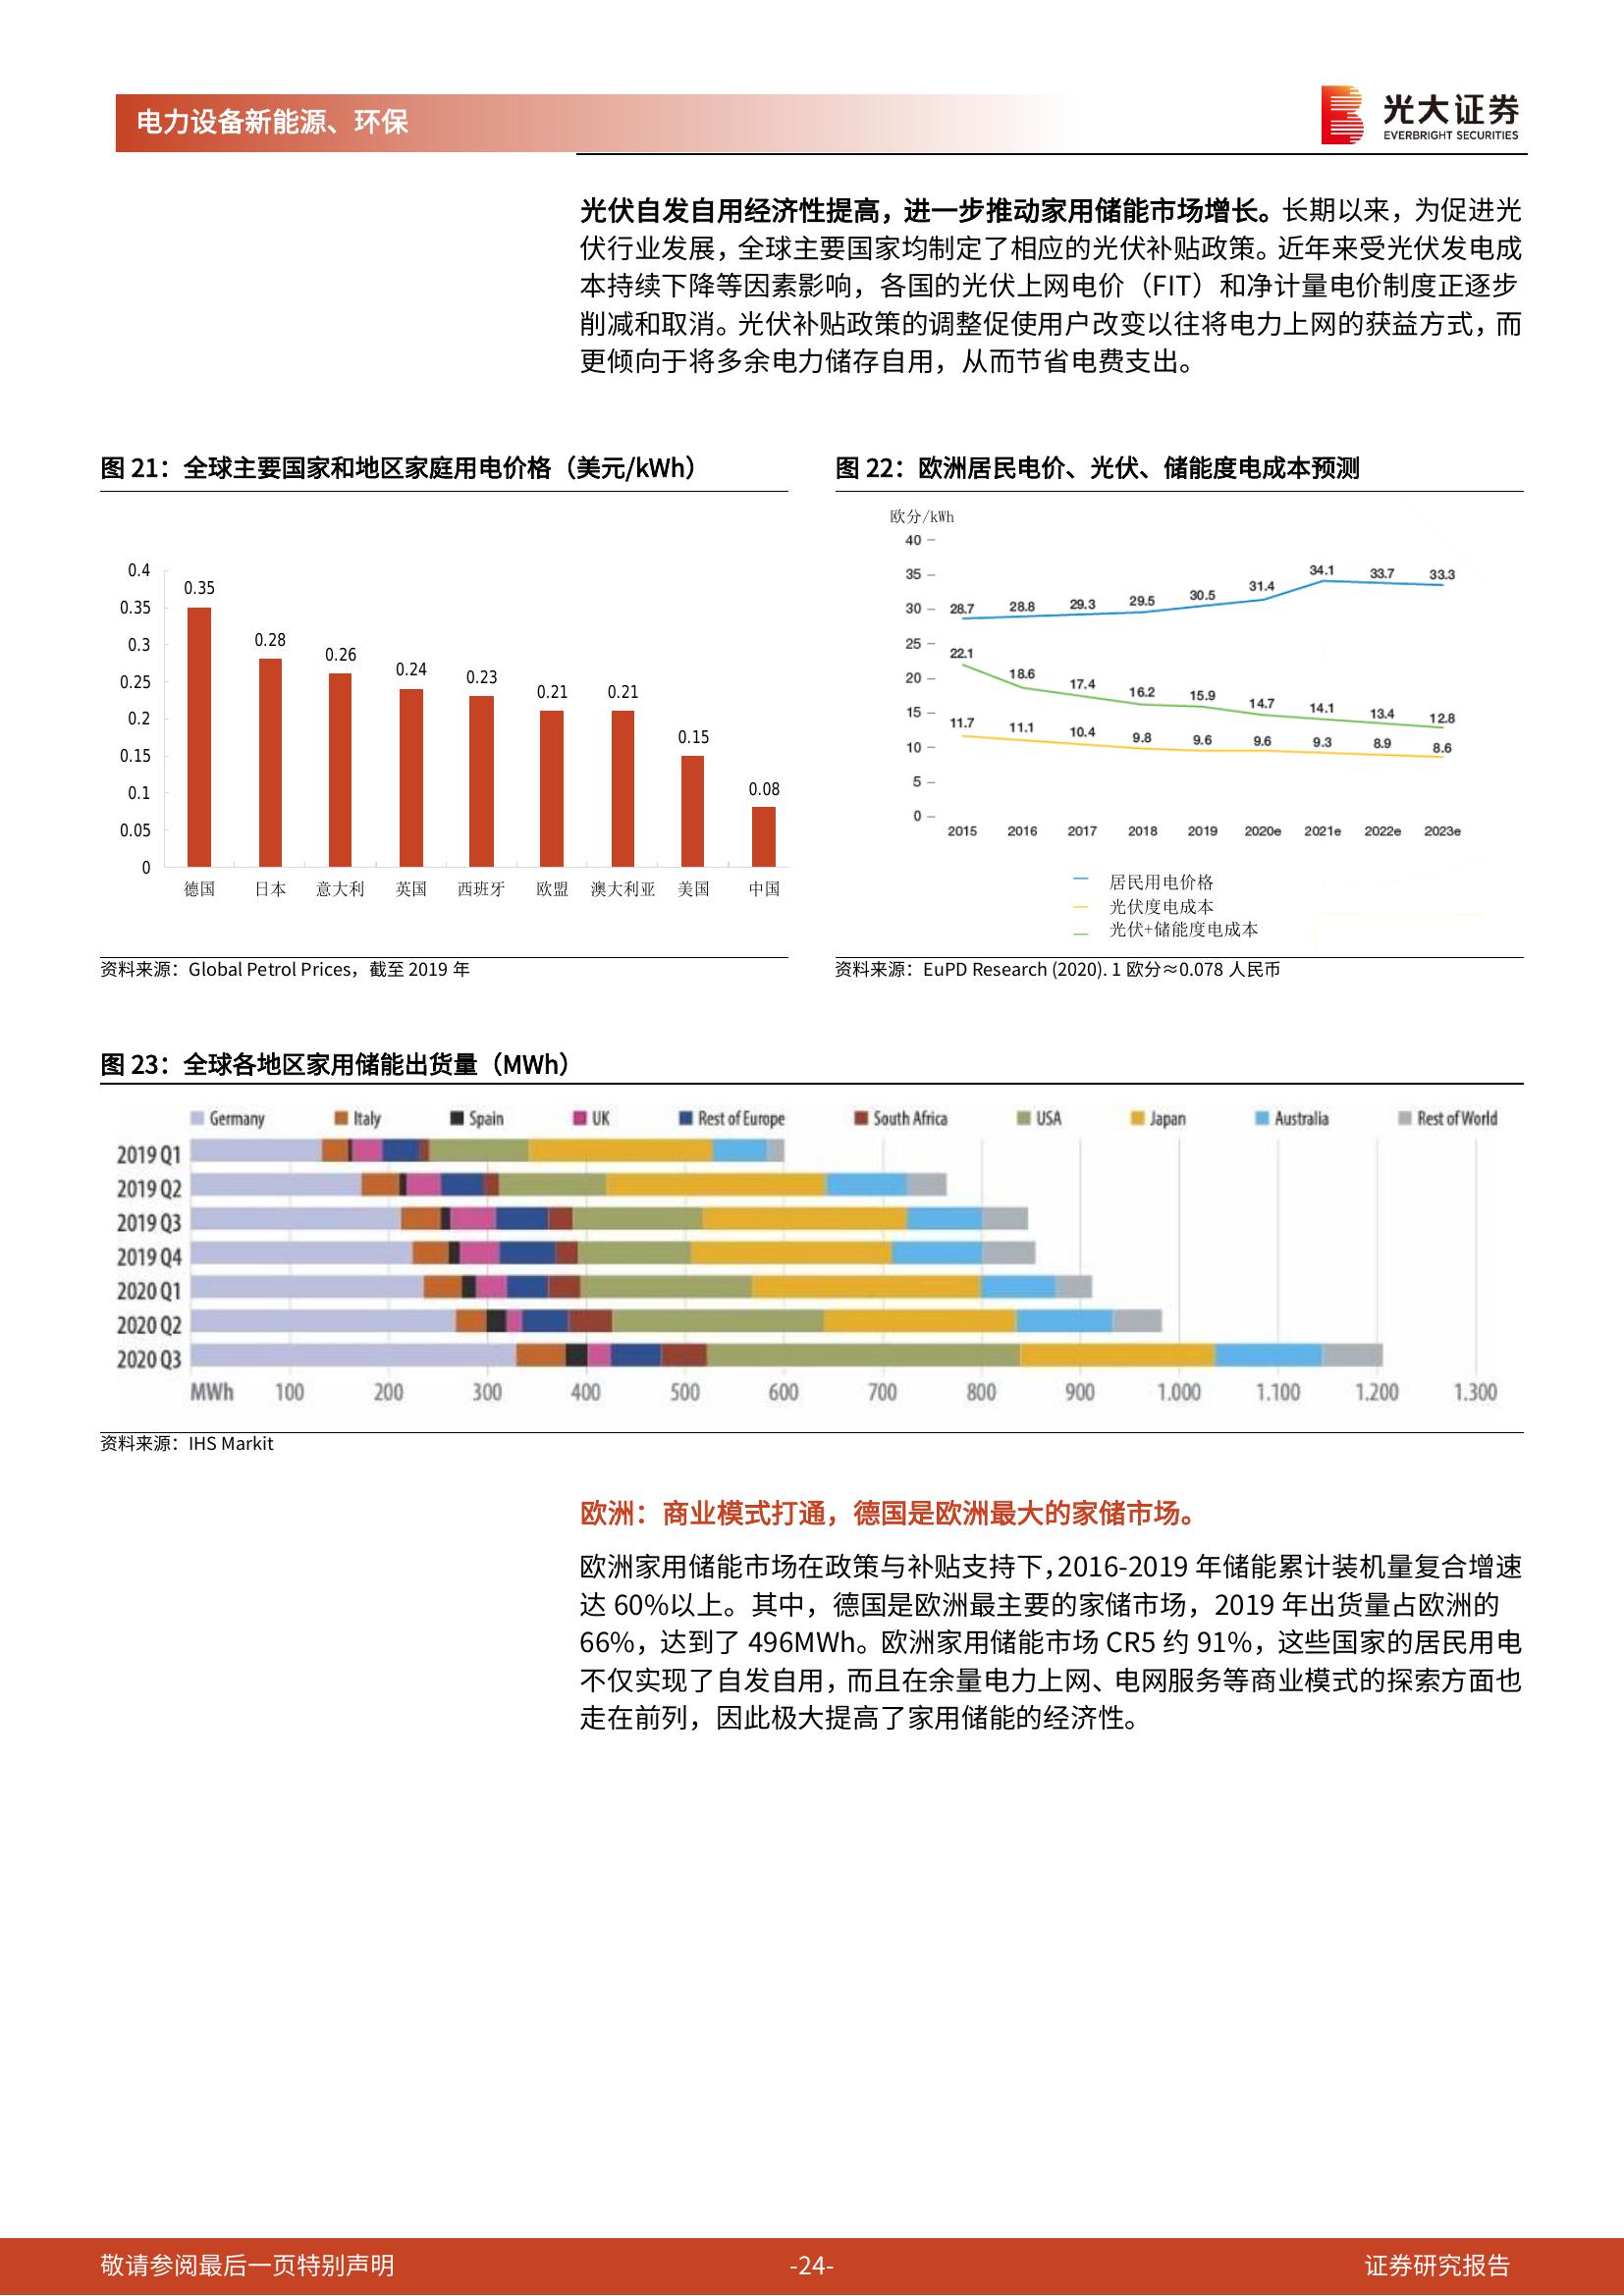 电力设备新能源、环保
光大证券
EVERBRIGHT SECURITIES
光伏自发自用经济性提高，进一步推动家用储能市场增长。长期以来，为促进光
伏行业发展，全球主要国家均制定了相应的光伏补贴政策。近年来受光伏发电成
本持续下降等因素影响，各国的光伏上网电价（FIT）和净计量电价制度正逐步
削减和取消。光伏补贴政策的调整促使用户改变以往将电力上网的获益方式，而
更倾向于将多余电力储存自用，从而节省电费支出。
图 21：全球主要国家和地区家庭用电价格（美元/kWh）
0.4
0.35
0.3
0.25
0.2
0.15
0.1
0.05
0
0.35
0.28
0.26
0.24
0.23
0.21
0.21
0.15
0.08
德国 日本 意大利 英国 西班牙 欧盟 澳大利亚 美国 中国
资料来源：Global Petrol Prices，截至 2019 年
图 22：欧洲居民电价、光伏、储能度电成本预测
欧分/kWh
40
35
30
25
20
15
10
5
0
28.7 28.8 29.3 29.5 30.5 31.4 34.1 33.7 33.3
22.1 18.6 17.4 16.2 15.9 14.7 14.1 13.4 12.8
11.7 11.1 10.4 9.8 9.6 9.6 9.3 8.9 8.6
2015 2016 2017 2018 2019 2020e 2021e 2022e 2023e
居民用电价格
光伏度电成本
光伏+储能度电成本
资料来源：EuPD Research (2020). 1 欧分≈0.078 人民币
图 23：全球各地区家用储能出货量（MWh）
Germany Italy Spain UK Rest of Europe South Africa USA Japan Australia Rest of World
2019 Q1
2019 Q2
2019 Q3
2019 Q4
2020 Q1
2020 Q2
2020 Q3
MWh 100 200 300 400 500 600 700 800 900 1.000 1.100 1.200 1.300
资料来源：IHS Markit
欧洲：商业模式打通，德国是欧洲最大的家储市场。
欧洲家用储能市场在政策与补贴支持下，2016-2019 年储能累计装机量复合增速
达 60%以上。其中，德国是欧洲最主要的家储市场，2019 年出货量占欧洲的
66%，达到了 496MWh。欧洲家用储能市场 CR5 约 91%，这些国家的居民用电
不仅实现了自发自用，而且在余量电力上网、电网服务等商业模式的探索方面也
走在前列，因此极大提高了家用储能的经济性。
敬请参阅最后一页特别声明
-24-
证券研究报告